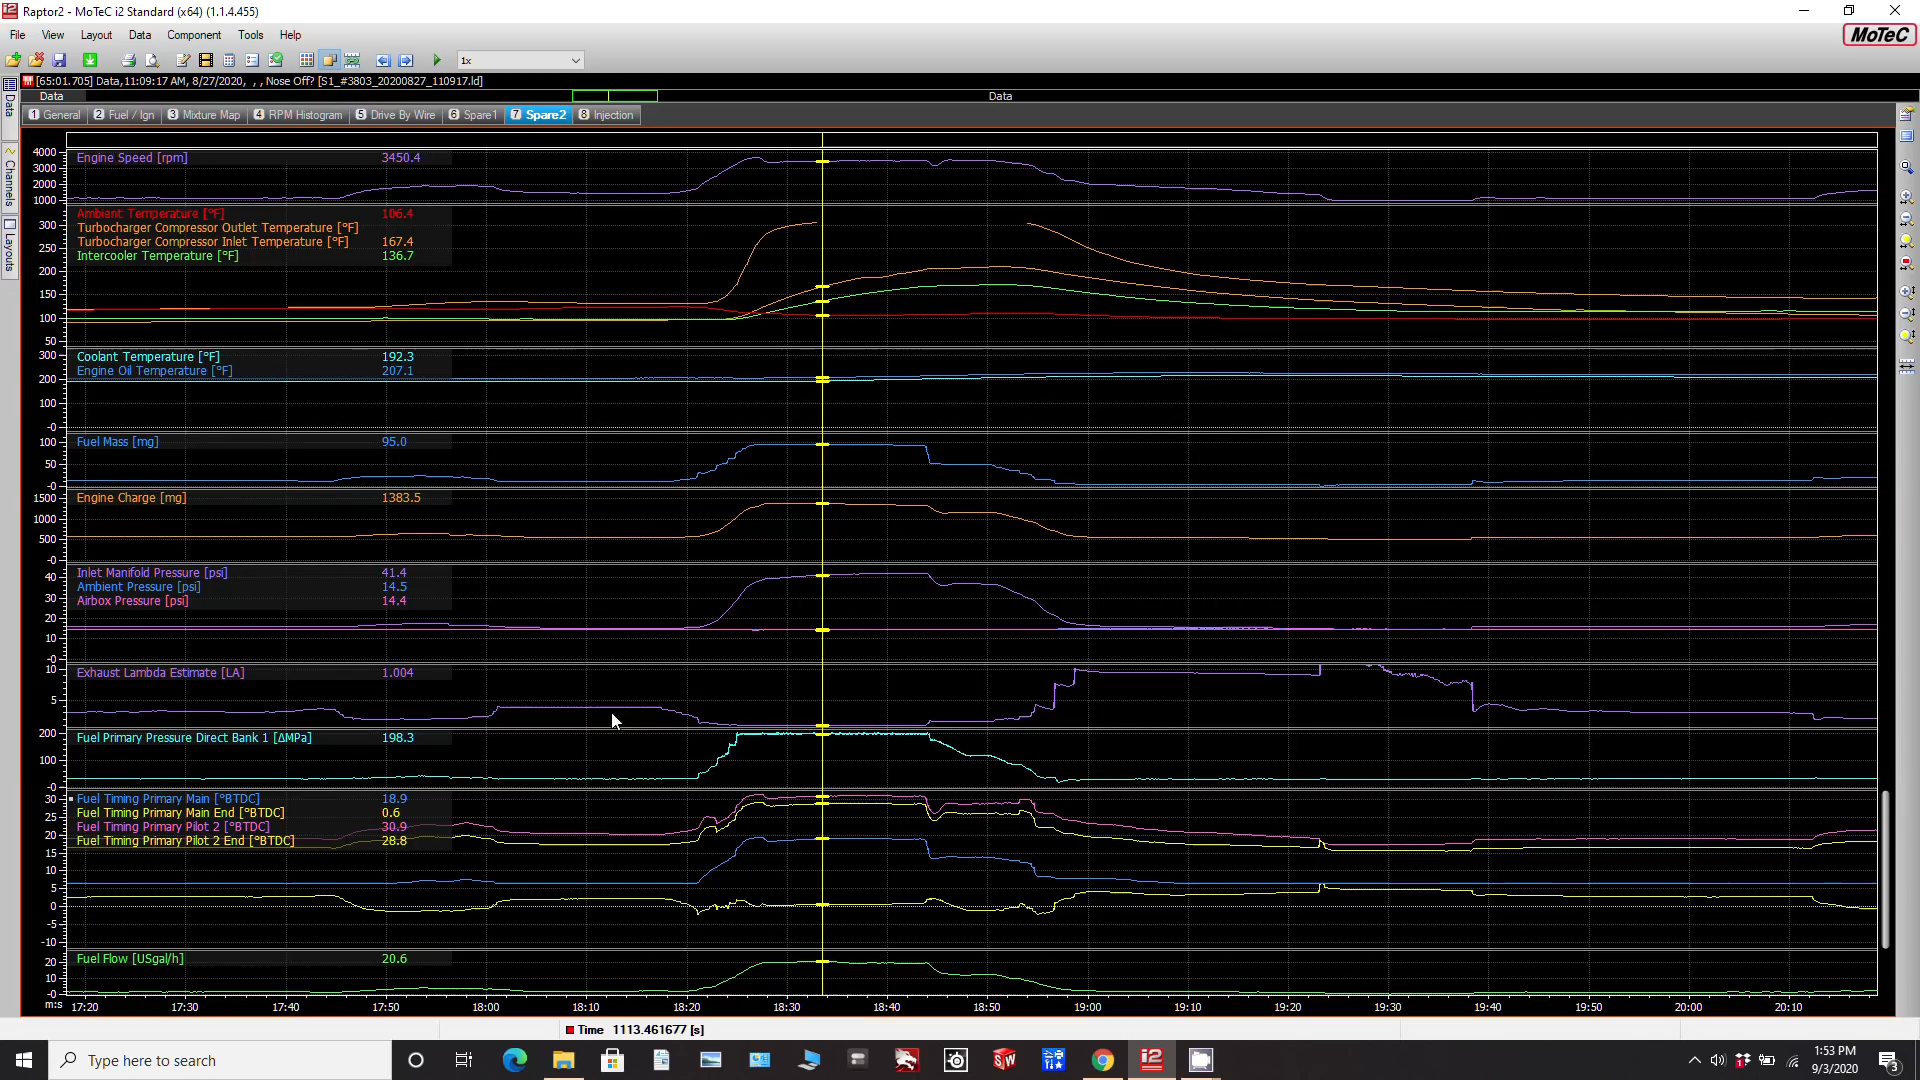 Raptor2 - MoTeC i2 Standard (x64) (1.1.4.455)
File View Layout Data Component Tools Help
MoTeC
1x
[65:01.705] Data,11:09:17 AM, 8/27/2020, , , Nose Off? [S1_#3803_20200827_110917.ld]
Data Data
1 General 2 Fuel / Ign 3 Mixture Map 4 RPM Histogram 5 Drive By Wire 6 Spare1 7 Spare2 8 Injection
Data
Channels
Layouts
4000
3000
2000
1000
Engine Speed [rpm] 3450.4
300
250
200
150
100
50
Ambient Temperature [°F] 106.4
Turbocharger Compressor Outlet Temperature [°F]
Turbocharger Compressor Inlet Temperature [°F] 167.4
Intercooler Temperature [°F] 136.7
300
200
100
-0
Coolant Temperature [°F] 192.3
Engine Oil Temperature [°F] 207.1
100
50
-0
Fuel Mass [mg] 95.0
1500
1000
500
-0
Engine Charge [mg] 1383.5
40
30
20
10
-0
Inlet Manifold Pressure [psi] 41.4
Ambient Pressure [psi] 14.5
Airbox Pressure [psi] 14.4
10
5
Exhaust Lambda Estimate [LA] 1.004
200
100
-0
Fuel Primary Pressure Direct Bank 1 [ΔMPa] 198.3
30
25
20
15
10
5
0
-5
-10
Fuel Timing Primary Main [°BTDC] 18.9
Fuel Timing Primary Main End [°BTDC] 0.6
Fuel Timing Primary Pilot 2 [°BTDC] 30.9
Fuel Timing Primary Pilot 2 End [°BTDC] 28.8
20
10
-0
Fuel Flow [USgal/h] 20.6
m:s 17:20 17:30 17:40 17:50 18:00 18:10 18:20 18:30 18:40 18:50 19:00 19:10 19:20 19:30 19:40 19:50 20:00 20:10
Time 1113.461677 [s]
Type here to search
1:53 PM
9/3/2020
3